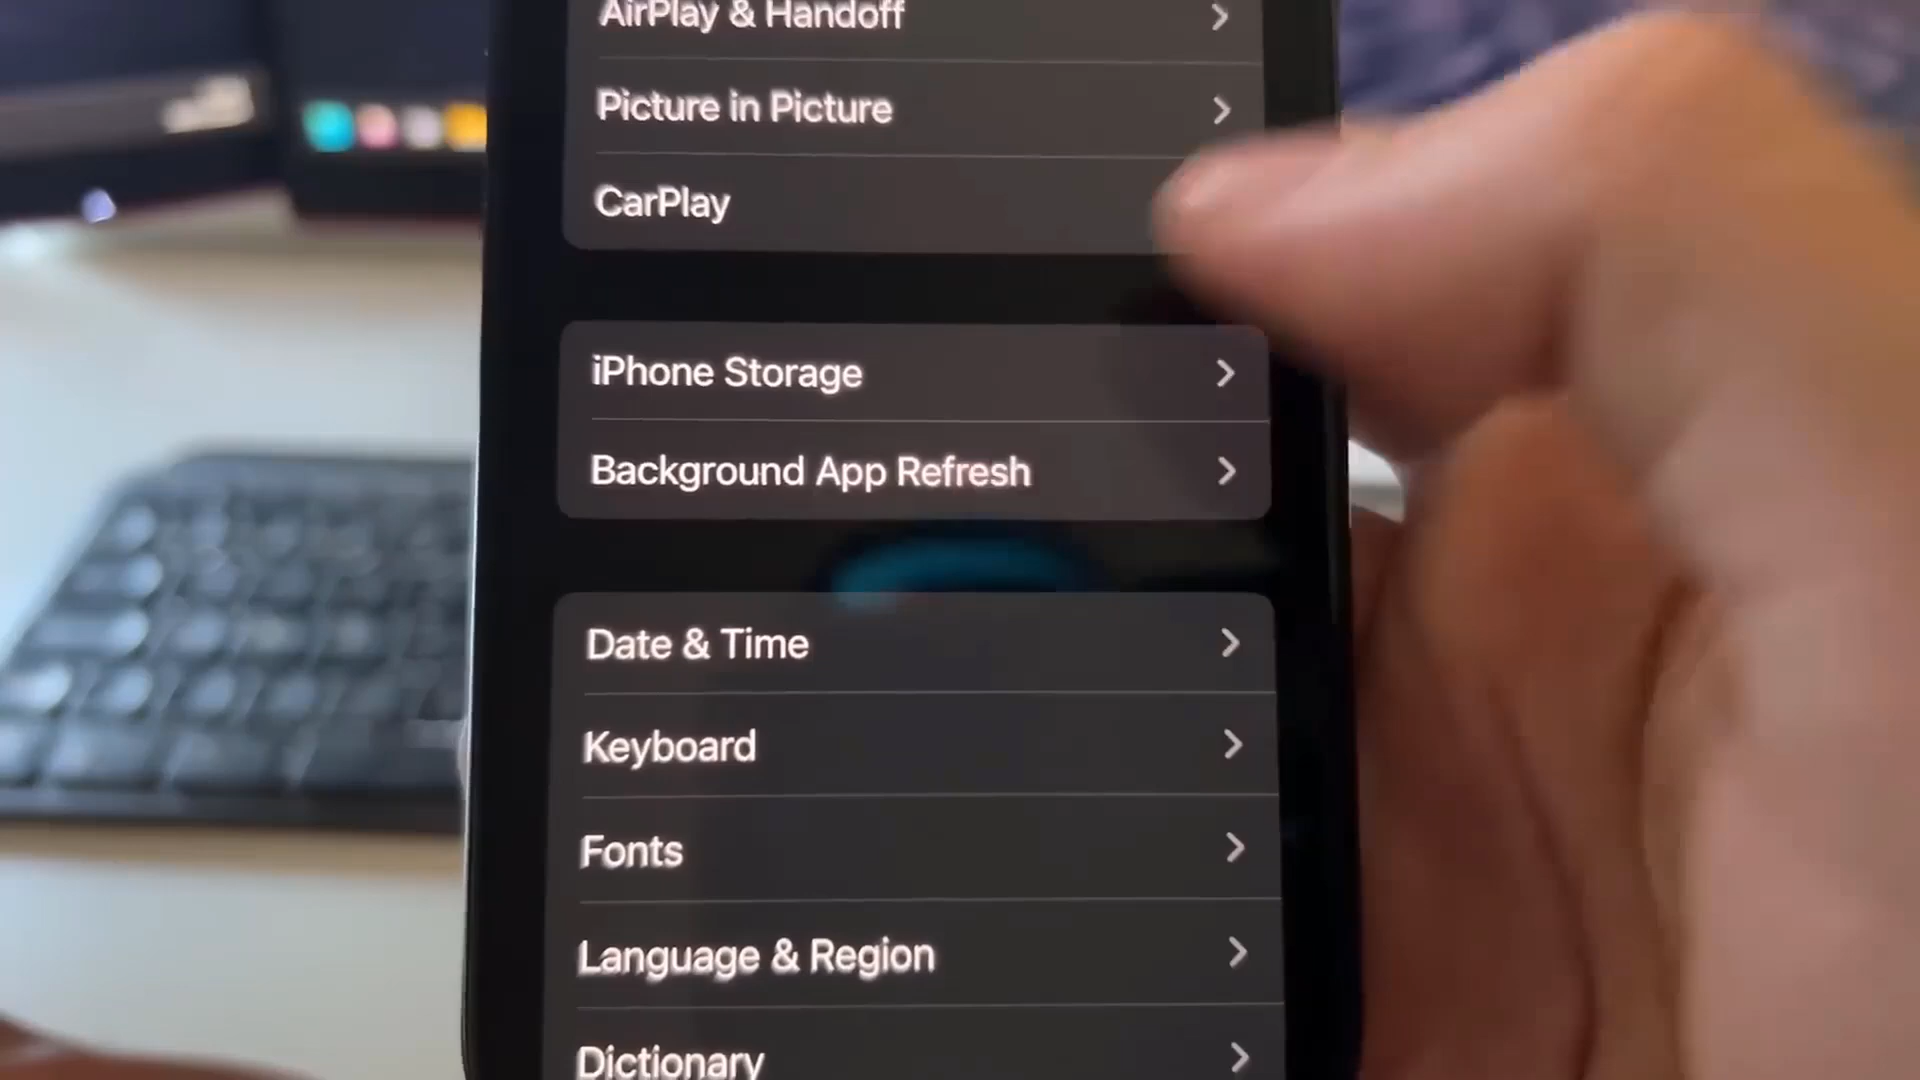 AirPlay & Handoff
Picture in Picture
CarPlay
iPhone Storage
Background App Refresh
Date & Time
Keyboard
Fonts
Language & Region
Dictionary